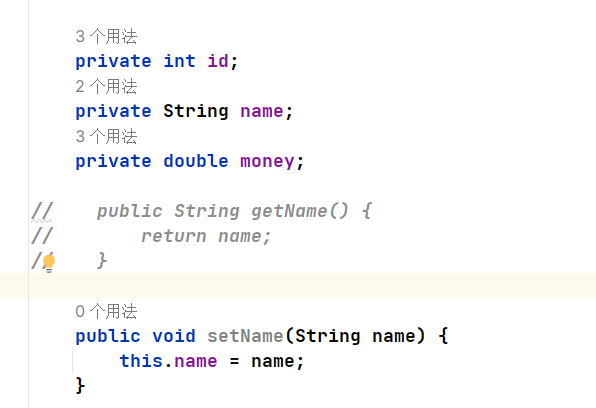 3 个用法
private int id;
2 个用法
private String name;
3 个用法
private double money;
//    public String getName() {
//        return name;
//    }
0 个用法
public void setName(String name) {
this.name = name;
}